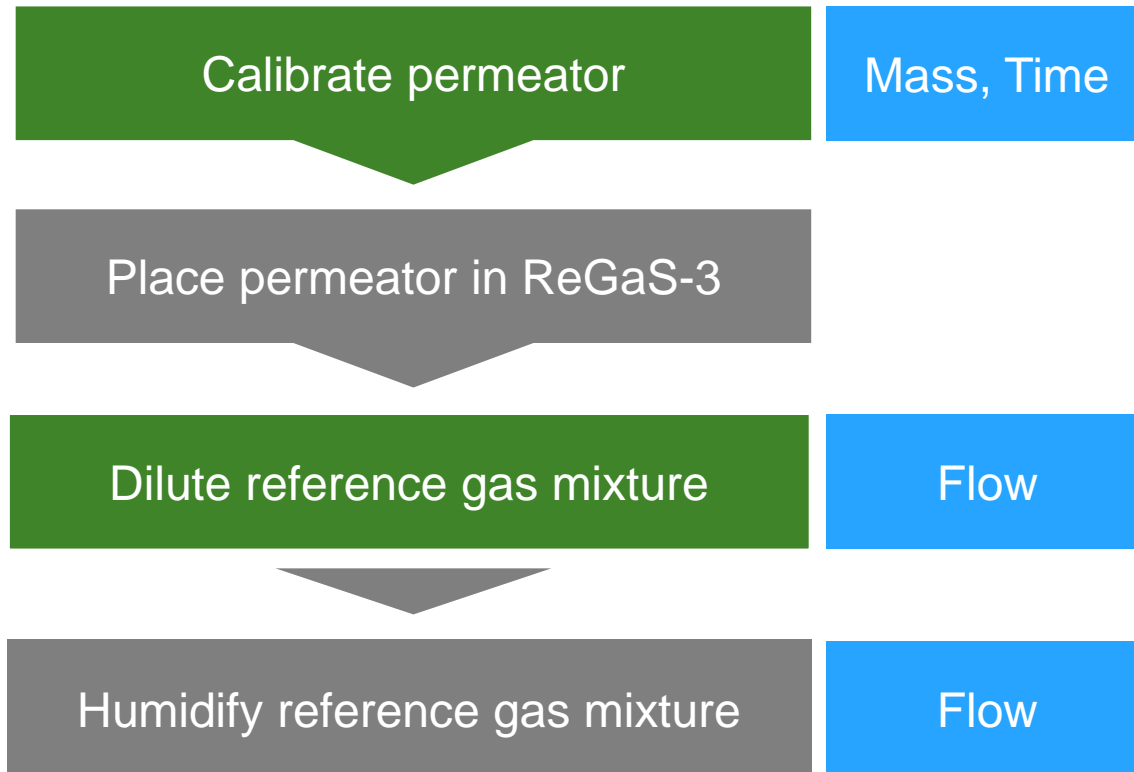 Calibrate permeator
Mass, Time
Place permeator in ReGaS-3
Dilute reference gas mixture
Flow
Humidify reference gas mixture
Flow